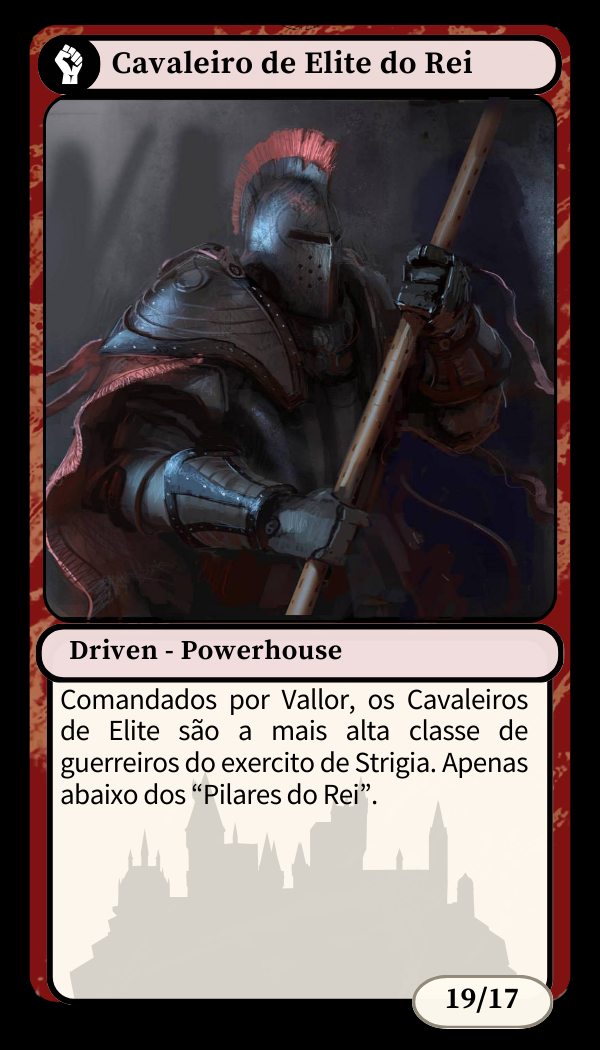 Cavaleiro de Elite do Rei
Driven - Powerhouse
Comandados por Vallor, os Cavaleiros
de Elite são a mais alta classe de
guerreiros do exercito de Strigia. Apenas
abaixo dos “Pilares do Rei”.
19/17